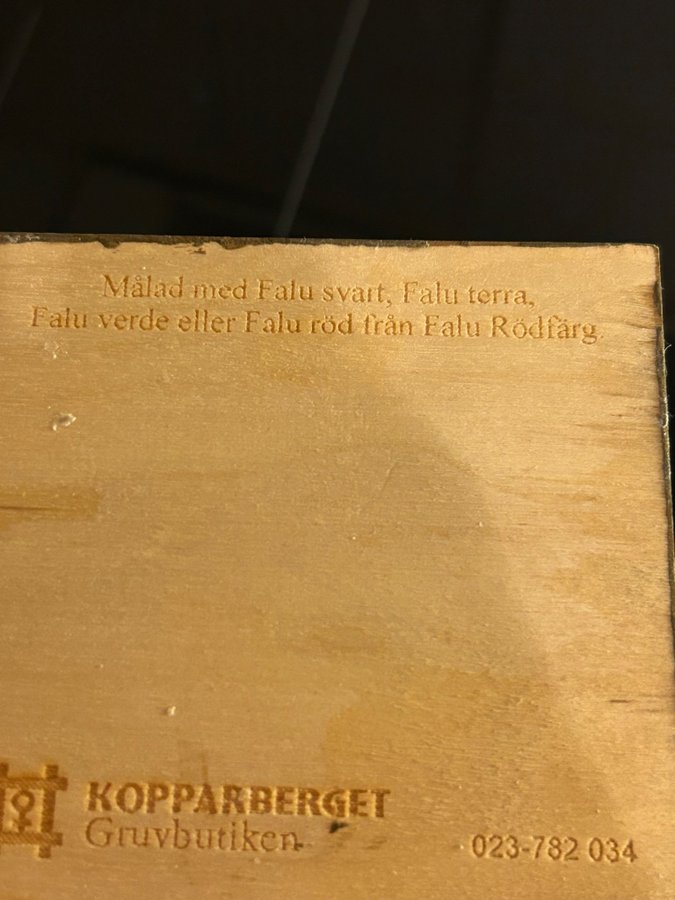 Målad med Falu svart, Falu terra,
Falu verde eller Falu röd från Falu Rödfärg.
KOPPARBERGET
Gruvbutiken
023-782 034